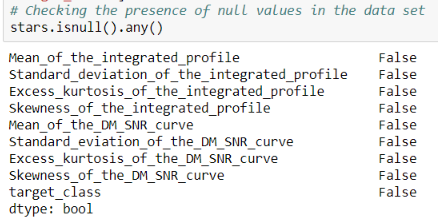 # Checking the presence of null values in the data set
stars.isnull().any()
Mean_of_the_integrated_profile False
Standard_deviation_of_the_integrated_profile False
Excess_kurtosis_of_the_integrated_profile False
Skewness_of_the_integrated_profile False
Mean_of_the_DM_SNR_curve False
Standard_eviation_of_the_DM_SNR_curve False
Excess_kurtosis_of_the_DM_SNR_curve False
Skewness_of_the_DM_SNR_curve False
target_class False
dtype: bool